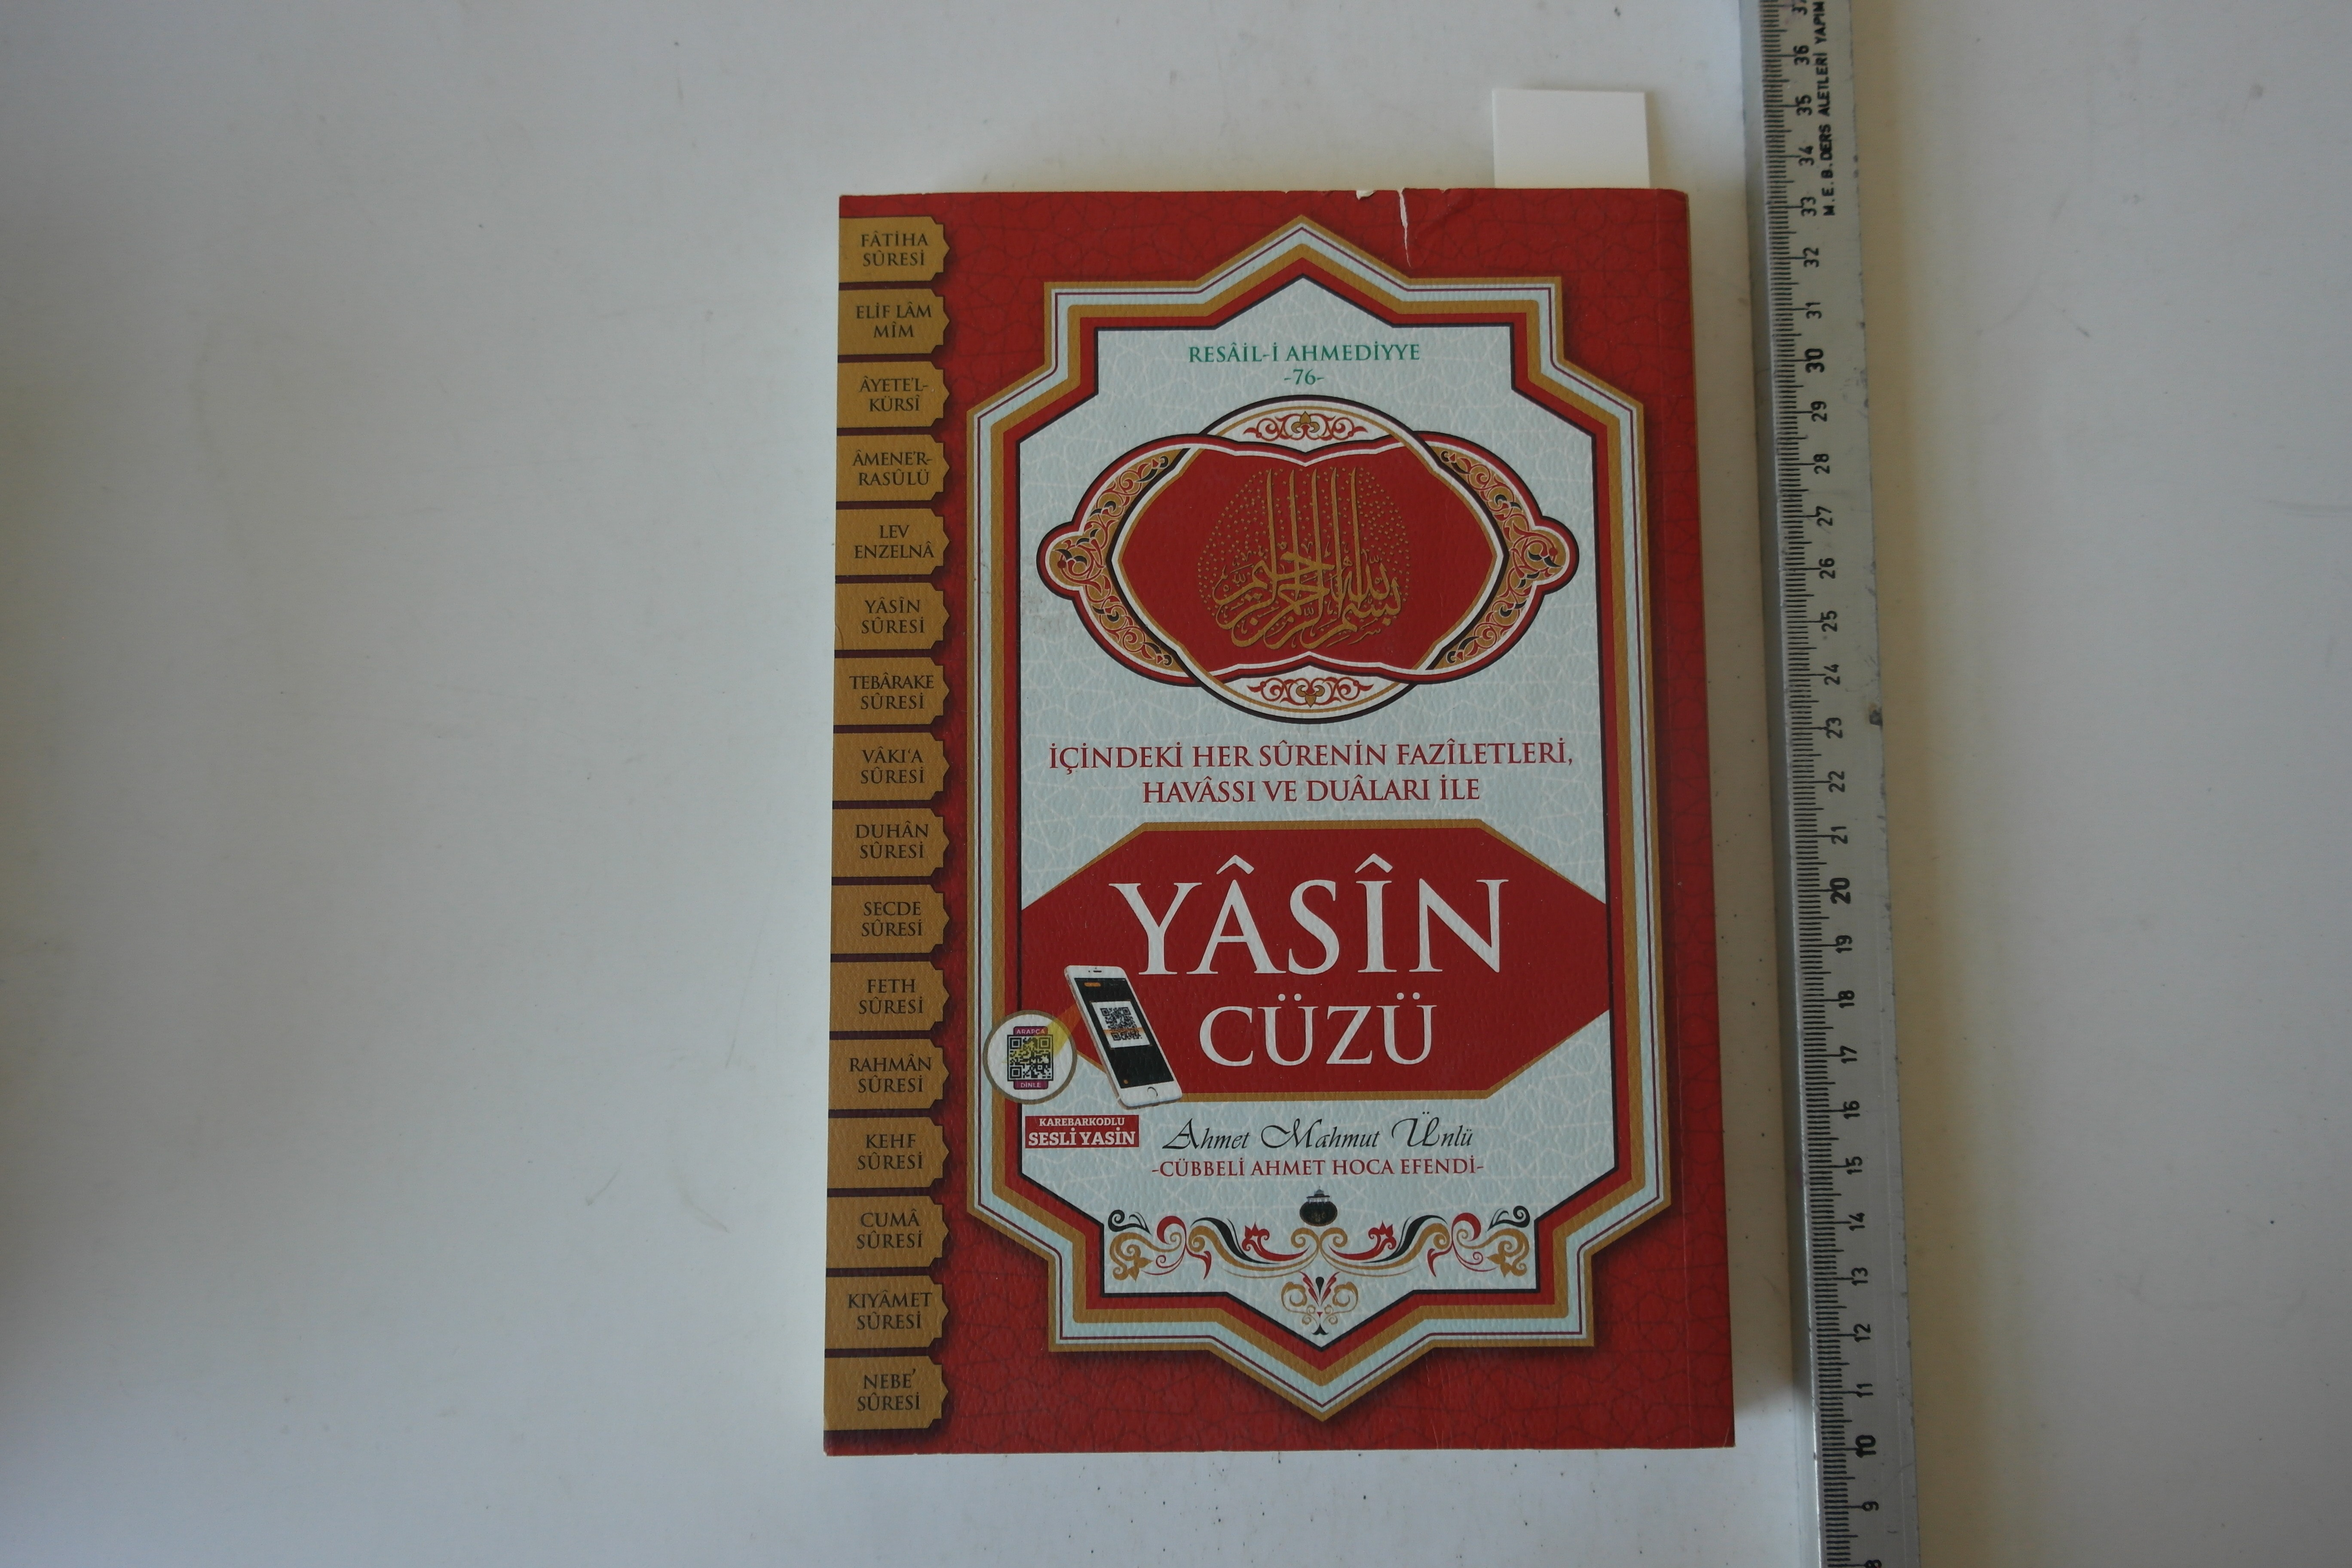 FÂTİHA
SÛRESİ
ELİF LÂM
MÎM
ÂYETE'L-
KÜRSÎ
ÂMENE'R-
RASÛLÜ
LEV
ENZELNÂ
YÂSÎN
SÛRESİ
TEBÂRAKE
SÛRESİ
VÂKI‘A
SÛRESİ
DUHÂN
SÛRESİ
SECDE
SÛRESİ
FETH
SÛRESİ
RAHMÂN
SÛRESİ
KEHF
SÛRESİ
CUMÂ
SÛRESİ
KIYÂMET
SÛRESİ
NEBE’
SÛRESİ
RESÂİL-İ AHMEDİYYE
-76-
بسم الله الرحمن الرحيم
İÇİNDEKİ HER SÛRENİN FAZÎLETLERİ,
HAVÂSSI VE DUÂLARI İLE
YÂSÎN
CÜZÜ
ARAPÇA
DİNLE
KAREBARKODLU
SESLİ YASİN
Ahmet Mahmut Ünlü
-CÜBBELİ AHMET HOCA EFENDİ-
M.E.B. DERS ALETLERİ YAPIM
37
36
35
34
33
32
31
30
29
28
27
26
25
24
23
22
21
20
19
18
17
16
15
14
13
12
11
10
9
8